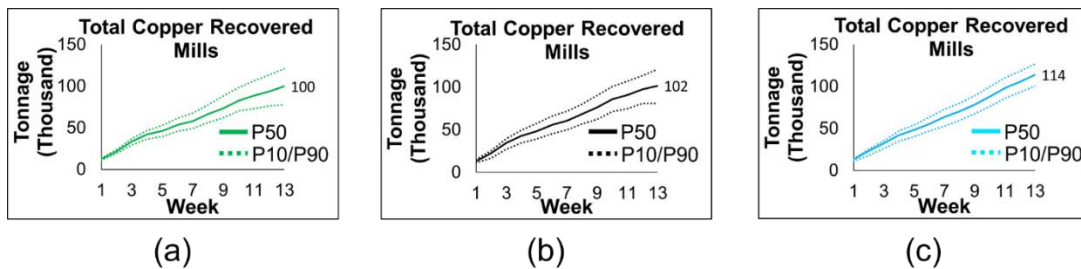 Total Copper Recovered
Mills
Tonnage
(Thousand)
150
100
50
0
100
P50
P10/P90
1 3 5 7 9 11 13
Week
(a)
Total Copper Recovered
Mills
Tonnage
(Thousand)
150
100
50
0
102
P50
P10/P90
1 3 5 7 9 11 13
Week
(b)
Total Copper Recovered
Mills
Tonnage
(Thousand)
150
100
50
0
114
P50
P10/P90
1 3 5 7 9 11 13
Week
(c)